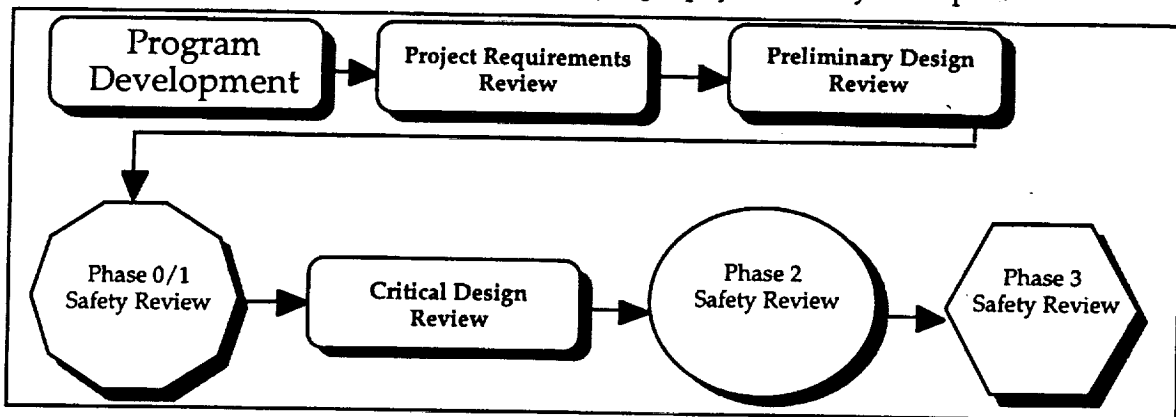 Program
Development
Project Requirements
Review
Preliminary Design
Review
Phase 0/1
Safety Review
Critical Design
Review
Phase 2
Safety Review
Phase 3
Safety Review